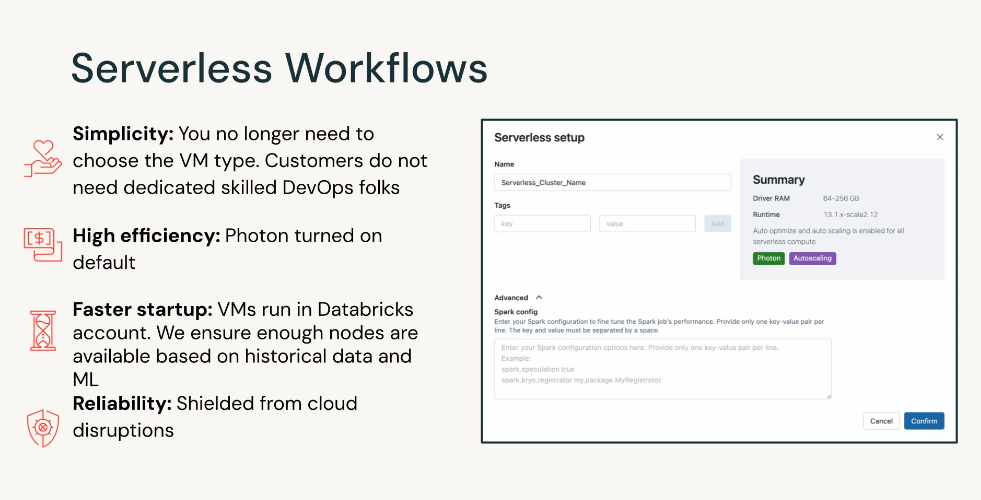 Serverless Workflows
Simplicity: You no longer need to
choose the VM type. Customers do not
need dedicated skilled DevOps folks
High efficiency: Photon turned on
default
Faster startup: VMs run in Databricks
account. We ensure enough nodes are
available based on historical data and
ML
Reliability: Shielded from cloud
disruptions
Serverless setup
Name
Serverless_Cluster_Name
Tags
key
value
Add
Summary
Driver RAM 64-256 GB
Runtime 13.1.x-scala2.12
Auto optimize and auto scaling is enabled for all
serverless compute
Photon
Autoscaling
Advanced
Spark config
Enter your Spark configuration to fine tune the Spark job's performance. Provide only one key-value pair per
line. The key and value must be separated by a space.
Enter your Spark configuration options here. Provide only one key-value pair per line.
Example:
spark.speculation true
spark.kryo.registrator my.package.MyRegistrator
Cancel
Confirm